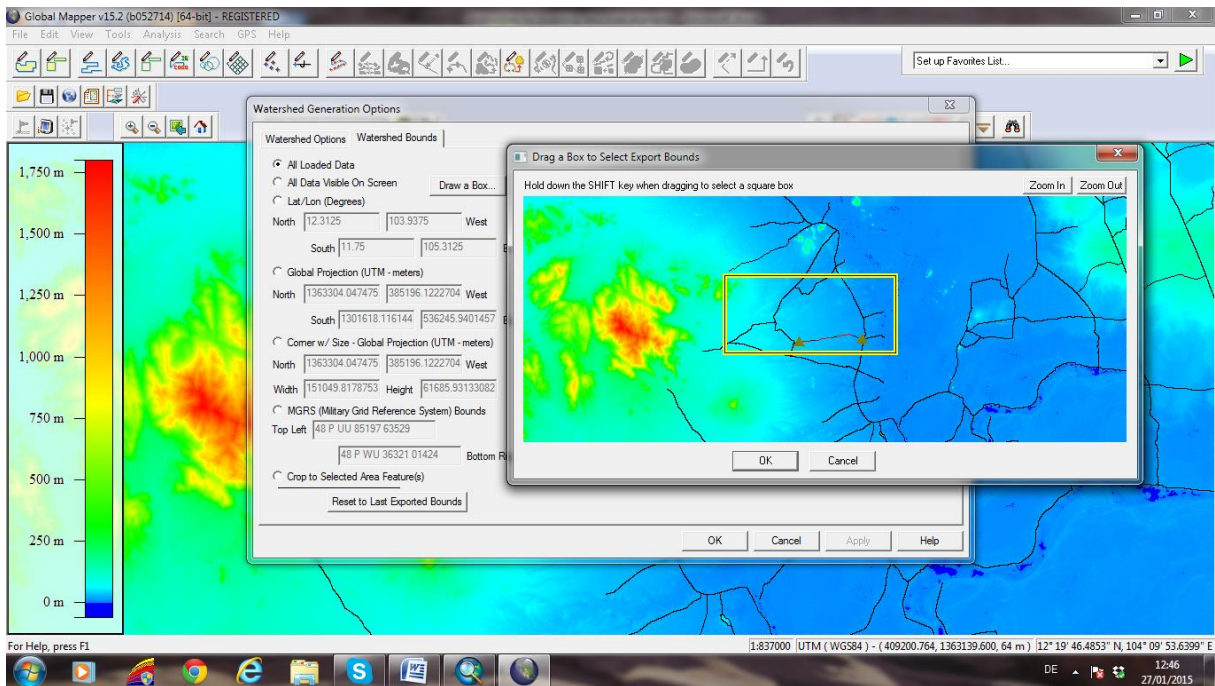 Global Mapper v15.2 (b052714) [64-bit] - REGISTERED
File Edit View Tools Analysis Search GPS Help
Set up Favorites List...
Watershed Generation Options
Watershed Options Watershed Bounds
All Loaded Data
All Data Visible On Screen Draw a Box...
Lat/Lon (Degrees)
North 12.3125 103.9375 West
South 11.75 105.3125
Global Projection (UTM - meters)
North 1363304.047475 385196.1222704 West
South 1301618.116144 536245.9401457
Corner w/ Size - Global Projection (UTM - meters)
North 1363304.047475 385196.1222704 West
Width 151049.8178753 Height 61685.93133082
MGRS (Military Grid Reference System) Bounds
Top Left 48 P UU 85197 63529
48 P WU 36321 01424 Bottom R
Crop to Selected Area Feature(s)
Reset to Last Exported Bounds
OK Cancel Apply Help
Drag a Box to Select Export Bounds
Hold down the SHIFT key when dragging to select a square box
Zoom In Zoom Out
OK Cancel
1,750 m
1,500 m
1,250 m
1,000 m
750 m
500 m
250 m
0 m
For Help, press F1
1:837000 UTM ( WGS84 ) - ( 409200.764, 1363139.600, 64 m ) 12° 19' 46.4853" N, 104° 09' 53.6399" E
DE
12:46
27/01/2015